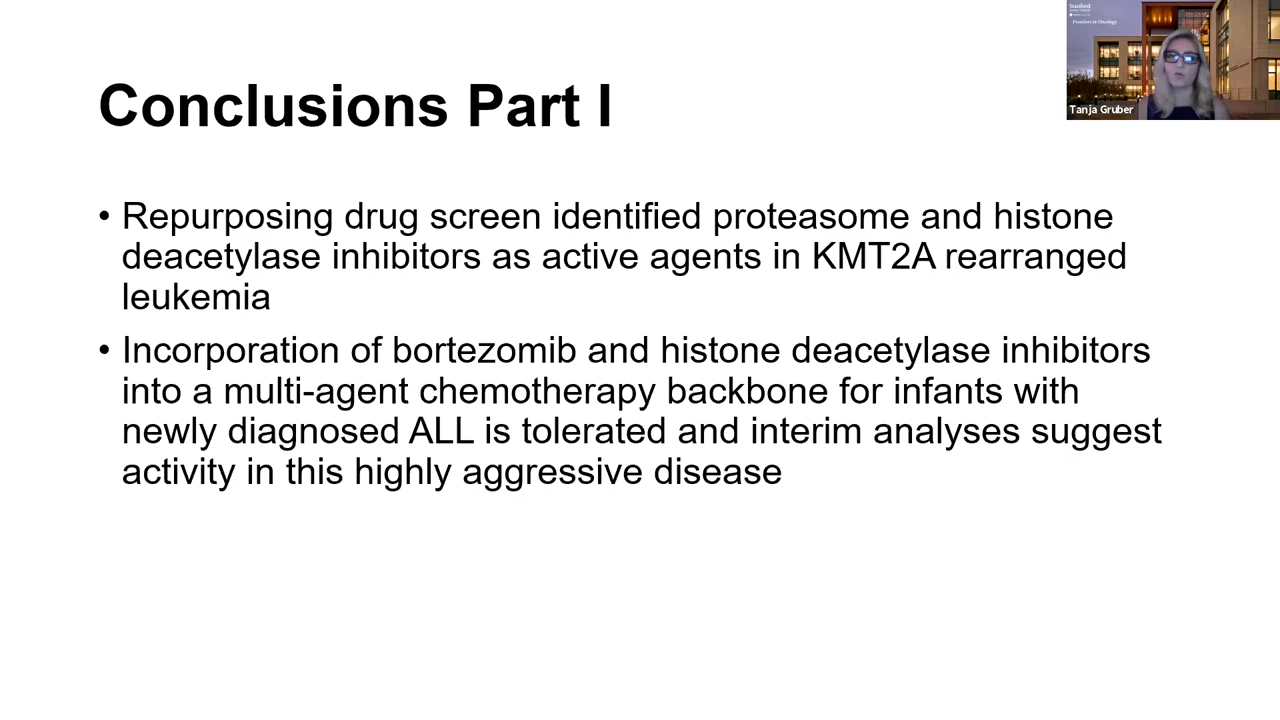 Stanford
Frontiers in Oncology
Tanja Gruber
Conclusions Part I
• Repurposing drug screen identified proteasome and histone
deacetylase inhibitors as active agents in KMT2A rearranged
leukemia
• Incorporation of bortezomib and histone deacetylase inhibitors
into a multi-agent chemotherapy backbone for infants with
newly diagnosed ALL is tolerated and interim analyses suggest
activity in this highly aggressive disease